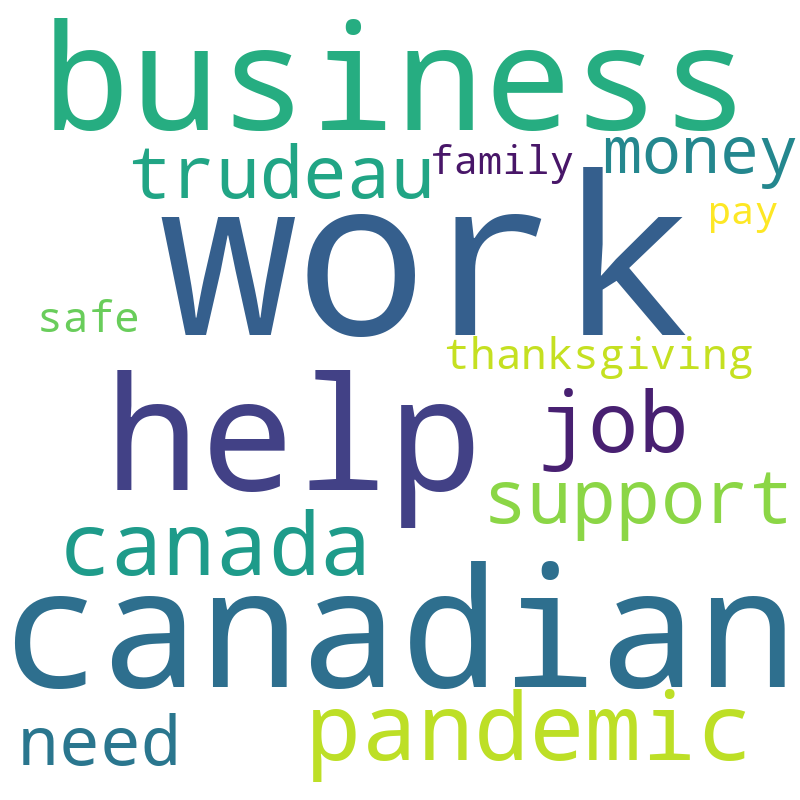 business
trudeau family money
work pay
safe
thanksgiving
help job
support
canada
canadian
need pandemic